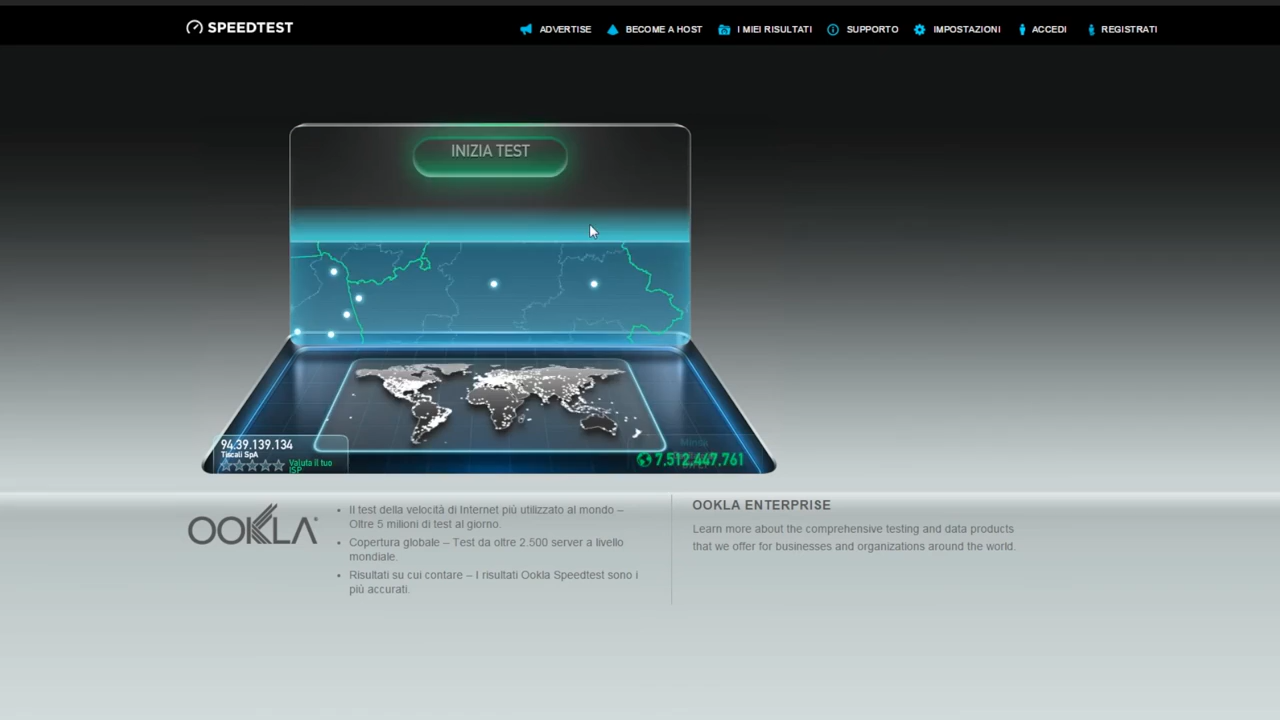 SPEEDTEST
ADVERTISE
BECOME A HOST
I MIEI RISULTATI
SUPPORTO
IMPOSTAZIONI
ACCEDI
REGISTRATI
INIZIA TEST
94.39.139.134
Tiscali SpA
Valuta il tuo
ISP
7.512.447.761
OOKLA
Il test della velocità di Internet più utilizzato al mondo –
Oltre 5 milioni di test al giorno.
Copertura globale – Test da oltre 2.500 server a livello
mondiale.
Risultati su cui contare – I risultati Ookla Speedtest sono i
più accurati.
OOKLA ENTERPRISE
Learn more about the comprehensive testing and data products
that we offer for businesses and organizations around the world.